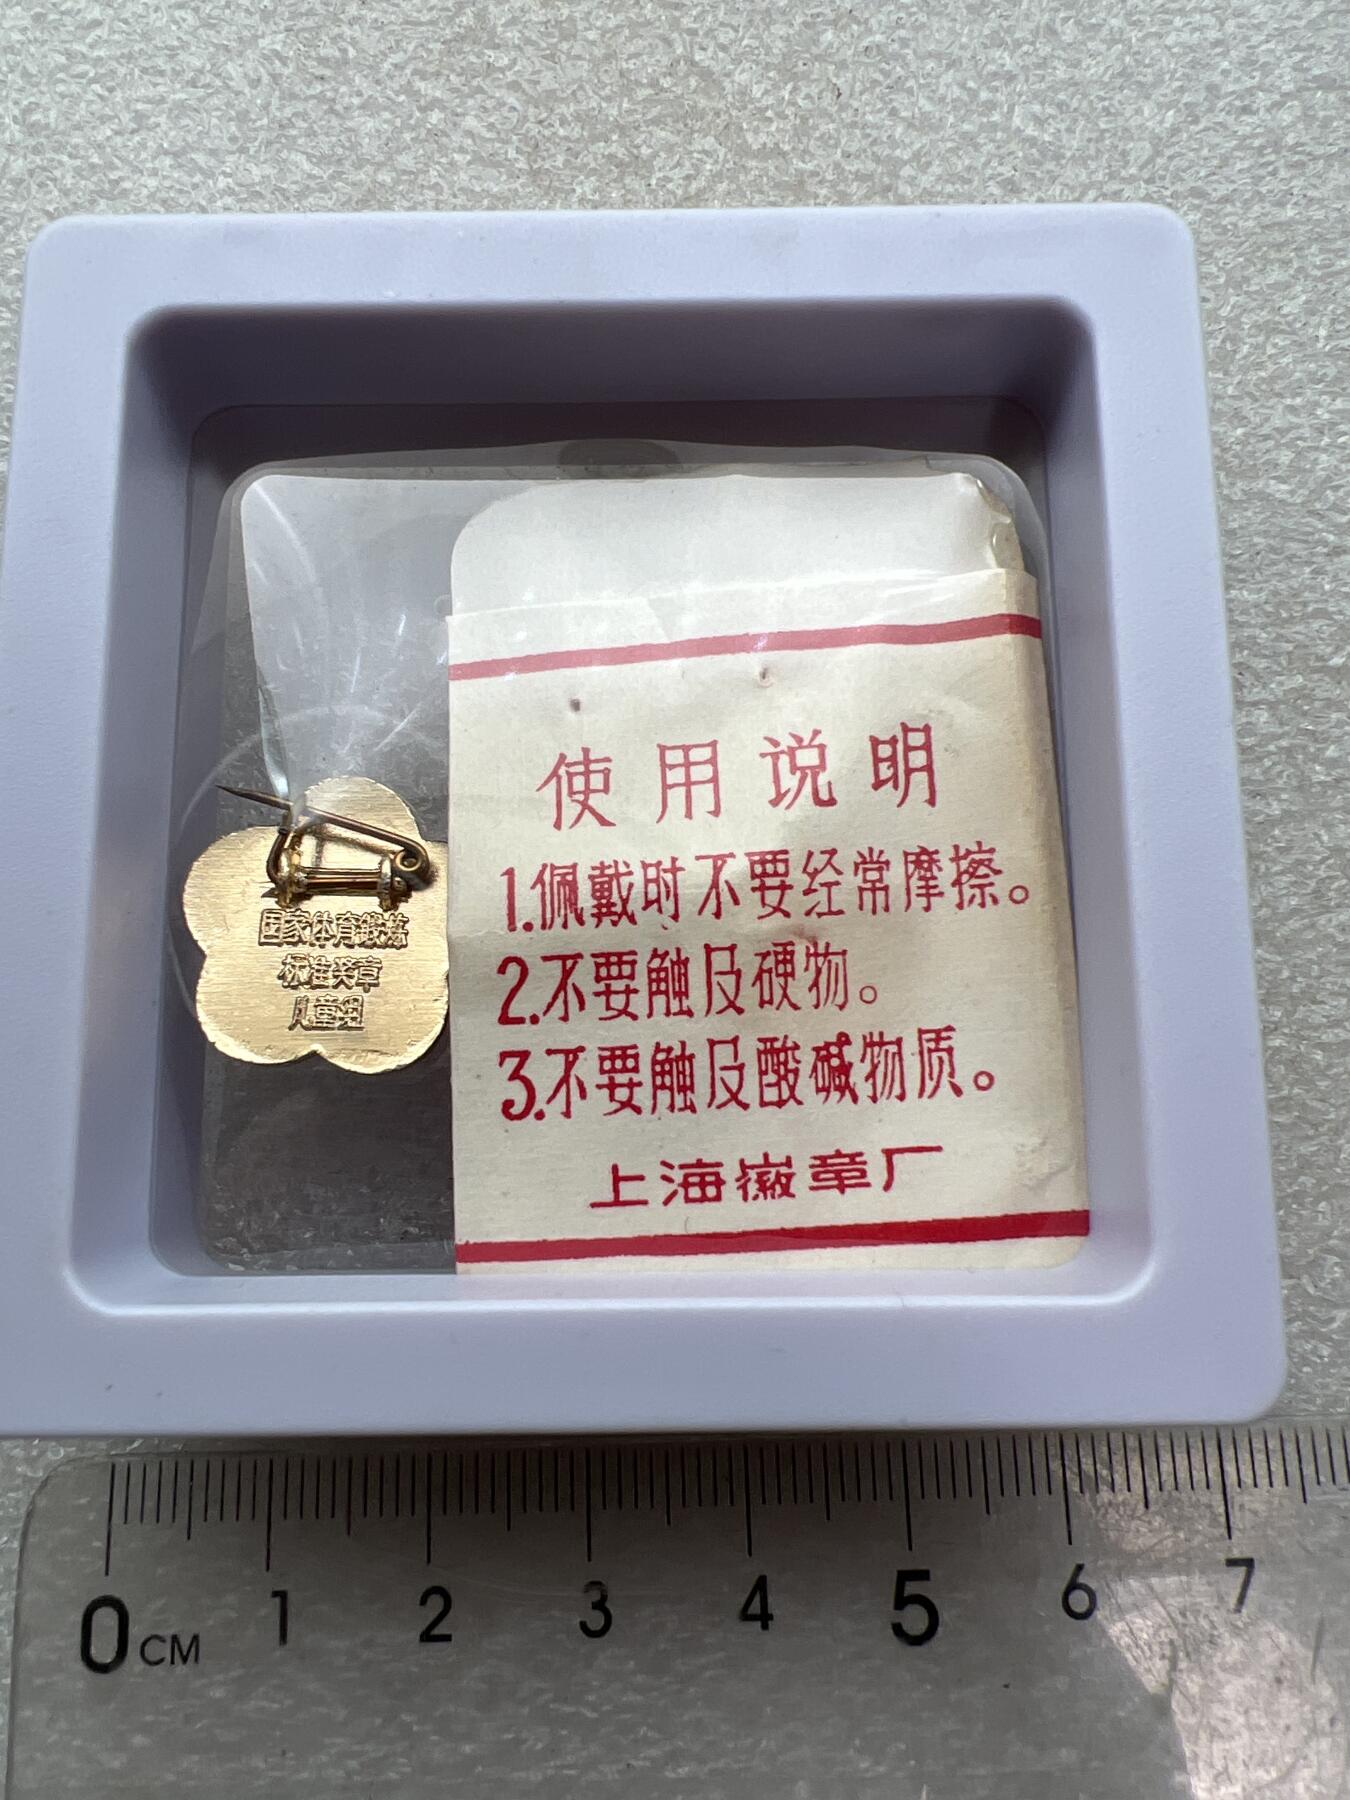 国家体育锻炼
标准奖章
儿童组
使用说明
1.佩戴时不要经常摩擦。
2.不要触及硬物。
3.不要触及酸碱物质。
上海徽章厂
0CM 1 2 3 4 5 6 7